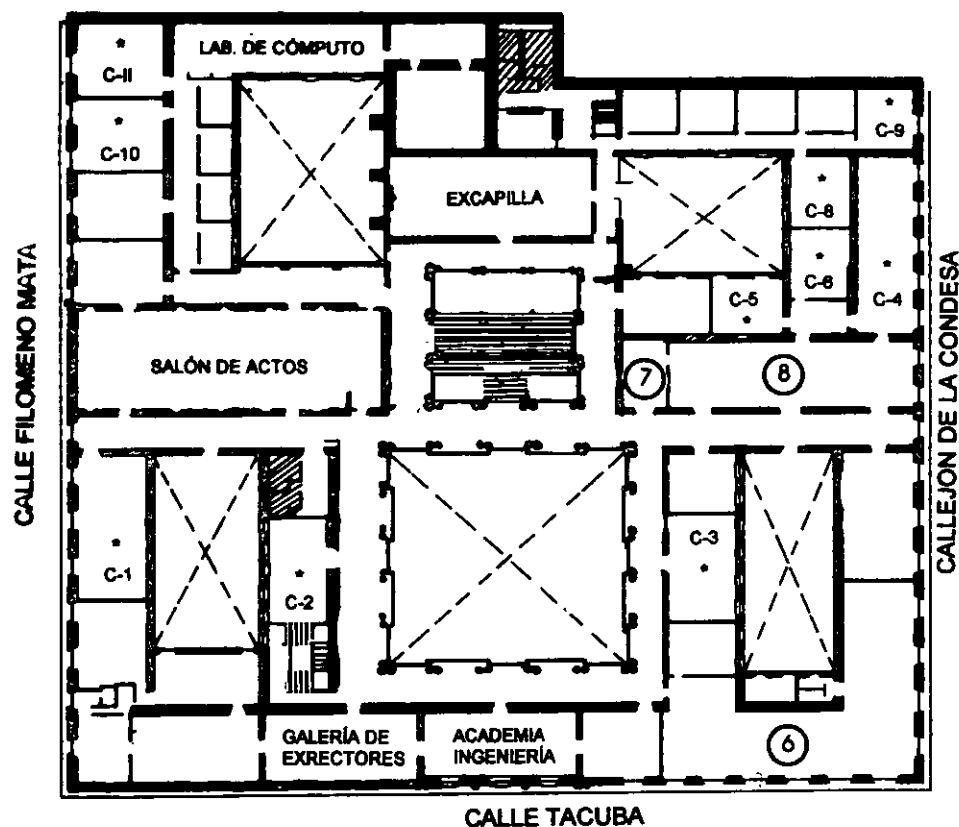 LAB. DE CÓMPUTO
*
C-11
*
C-10
*
C-9
EXCAPILLA
*
C-8
*
C-6
*
C-4
C-5
*
SALÓN DE ACTOS
7
8
CALLE FILOMENO MATA
CALLEJON DE LA CONDESA
*
C-1
*
C-2
C-3
*
GALERÍA DE
EXRECTORES
ACADEMIA
INGENIERÍA
6
CALLE TACUBA